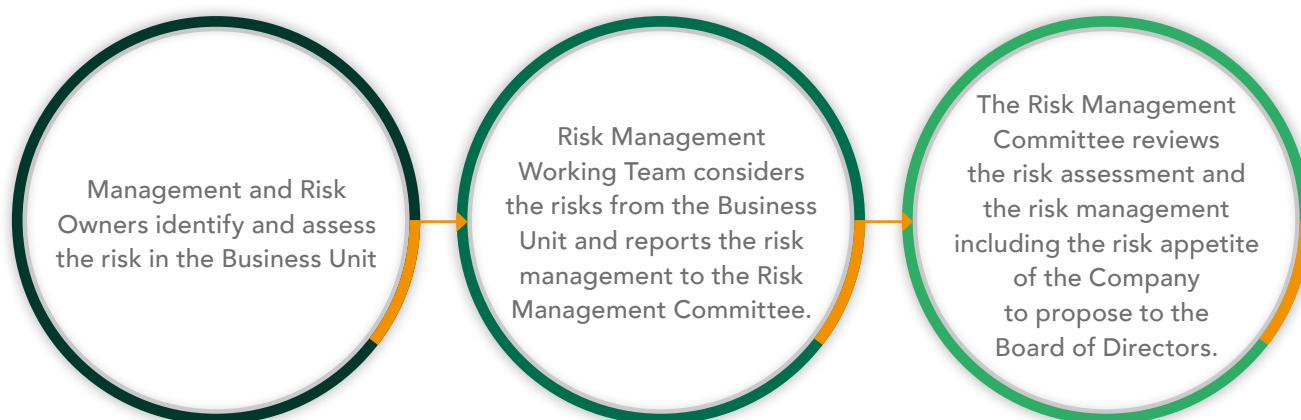 Management and Risk
Owners identify and assess
the risk in the Business Unit
Risk Management
Working Team considers
the risks from the Business
Unit and reports the risk
management to the Risk
Management Committee.
The Risk Management
Committee reviews
the risk assessment and
the risk management
including the risk appetite
of the Company
to propose to the
Board of Directors.